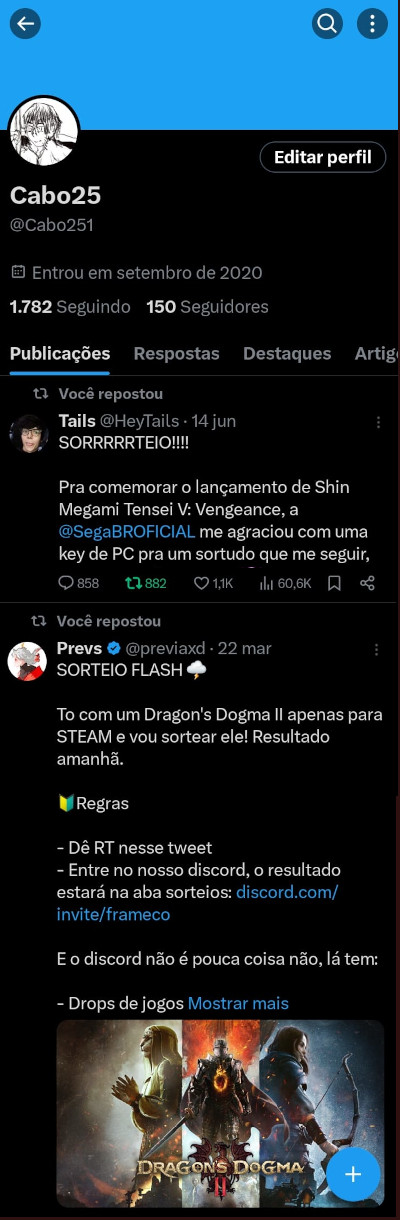 Editar perfil
Cabo25
@Cabo251
Entrou em setembro de 2020
1.782 Seguindo 150 Seguidores
Publicações Respostas Destaques Artig
Você repostou
Tails @HeyTails · 14 jun
SORRRRRTEIO!!!!
Pra comemorar o lançamento de Shin
Megami Tensei V: Vengeance, a
@SegaBROFICIAL me agraciou com uma
key de PC pra um sortudo que me seguir,
858 882 1,1K 60,6K
Você repostou
Prevs @previaxd · 22 mar
SORTEIO FLASH 🌩️
To com um Dragon's Dogma II apenas para
STEAM e vou sortear ele! Resultado
amanhã.
🔰Regras
- Dê RT nesse tweet
- Entre no nosso discord, o resultado
estará na aba sorteios: discord.com/
invite/frameco
E o discord não é pouca coisa não, lá tem:
- Drops de jogos Mostrar mais
DRAGON'S DOGMA
II